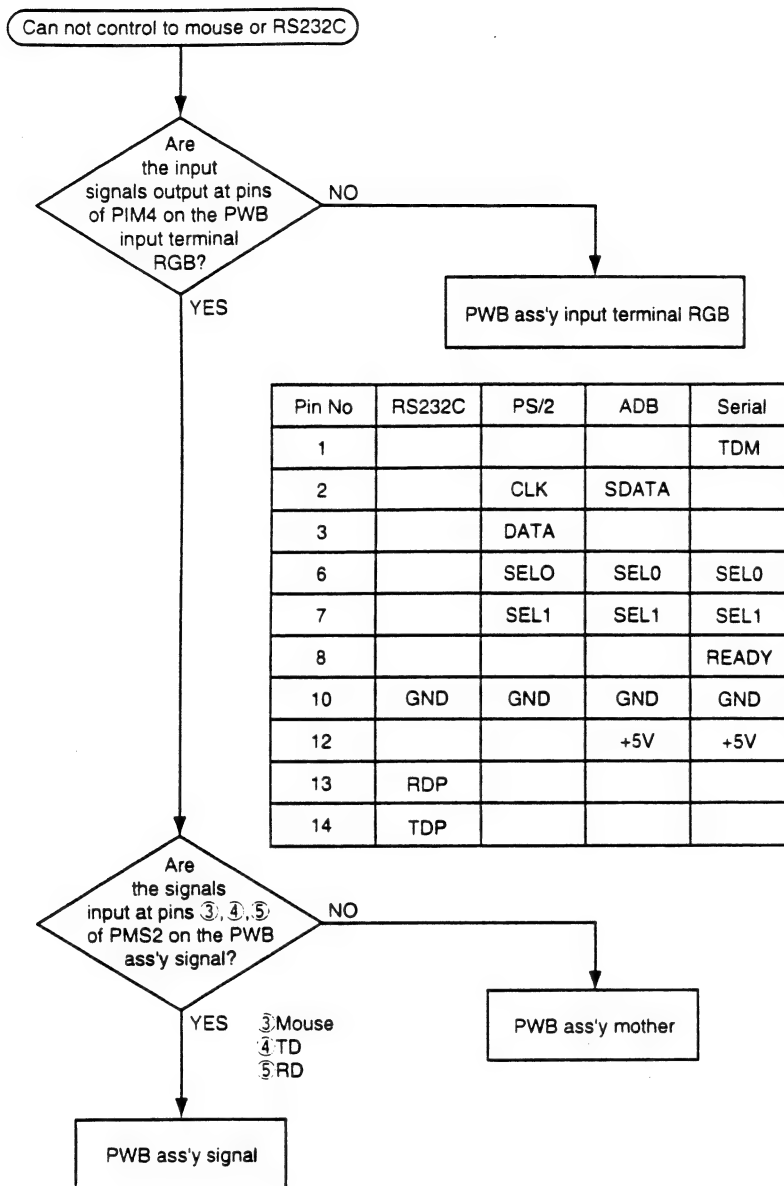 Can not control to mouse or RS232C
Are
the input
signals output at pins
of PIM4 on the PWB
input terminal
RGB?
NO
YES
PWB ass'y input terminal RGB
Pin No RS232C PS/2 ADB Serial
1 TDM
2 CLK SDATA
3 DATA
6 SELO SEL0 SEL0
7 SEL1 SEL1 SEL1
8 READY
10 GND GND GND GND
12 +5V +5V
13 RDP
14 TDP
Are
the signals
input at pins ③, ④, ⑤
of PMS2 on the PWB
ass'y signal?
NO
YES ③Mouse
④TD
⑤RD
PWB ass'y mother
PWB ass'y signal